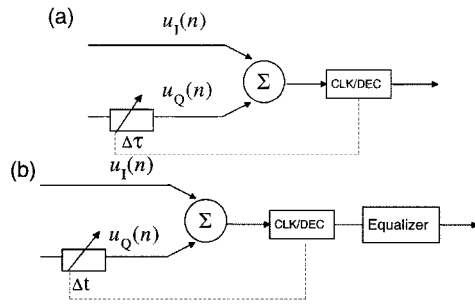 (a)
u_I(n)
u_Q(n)
Σ
CLK/DEC
Δτ
(b)
u_I(n)
u_Q(n)
Σ
CLK/DEC
Equalizer
Δt